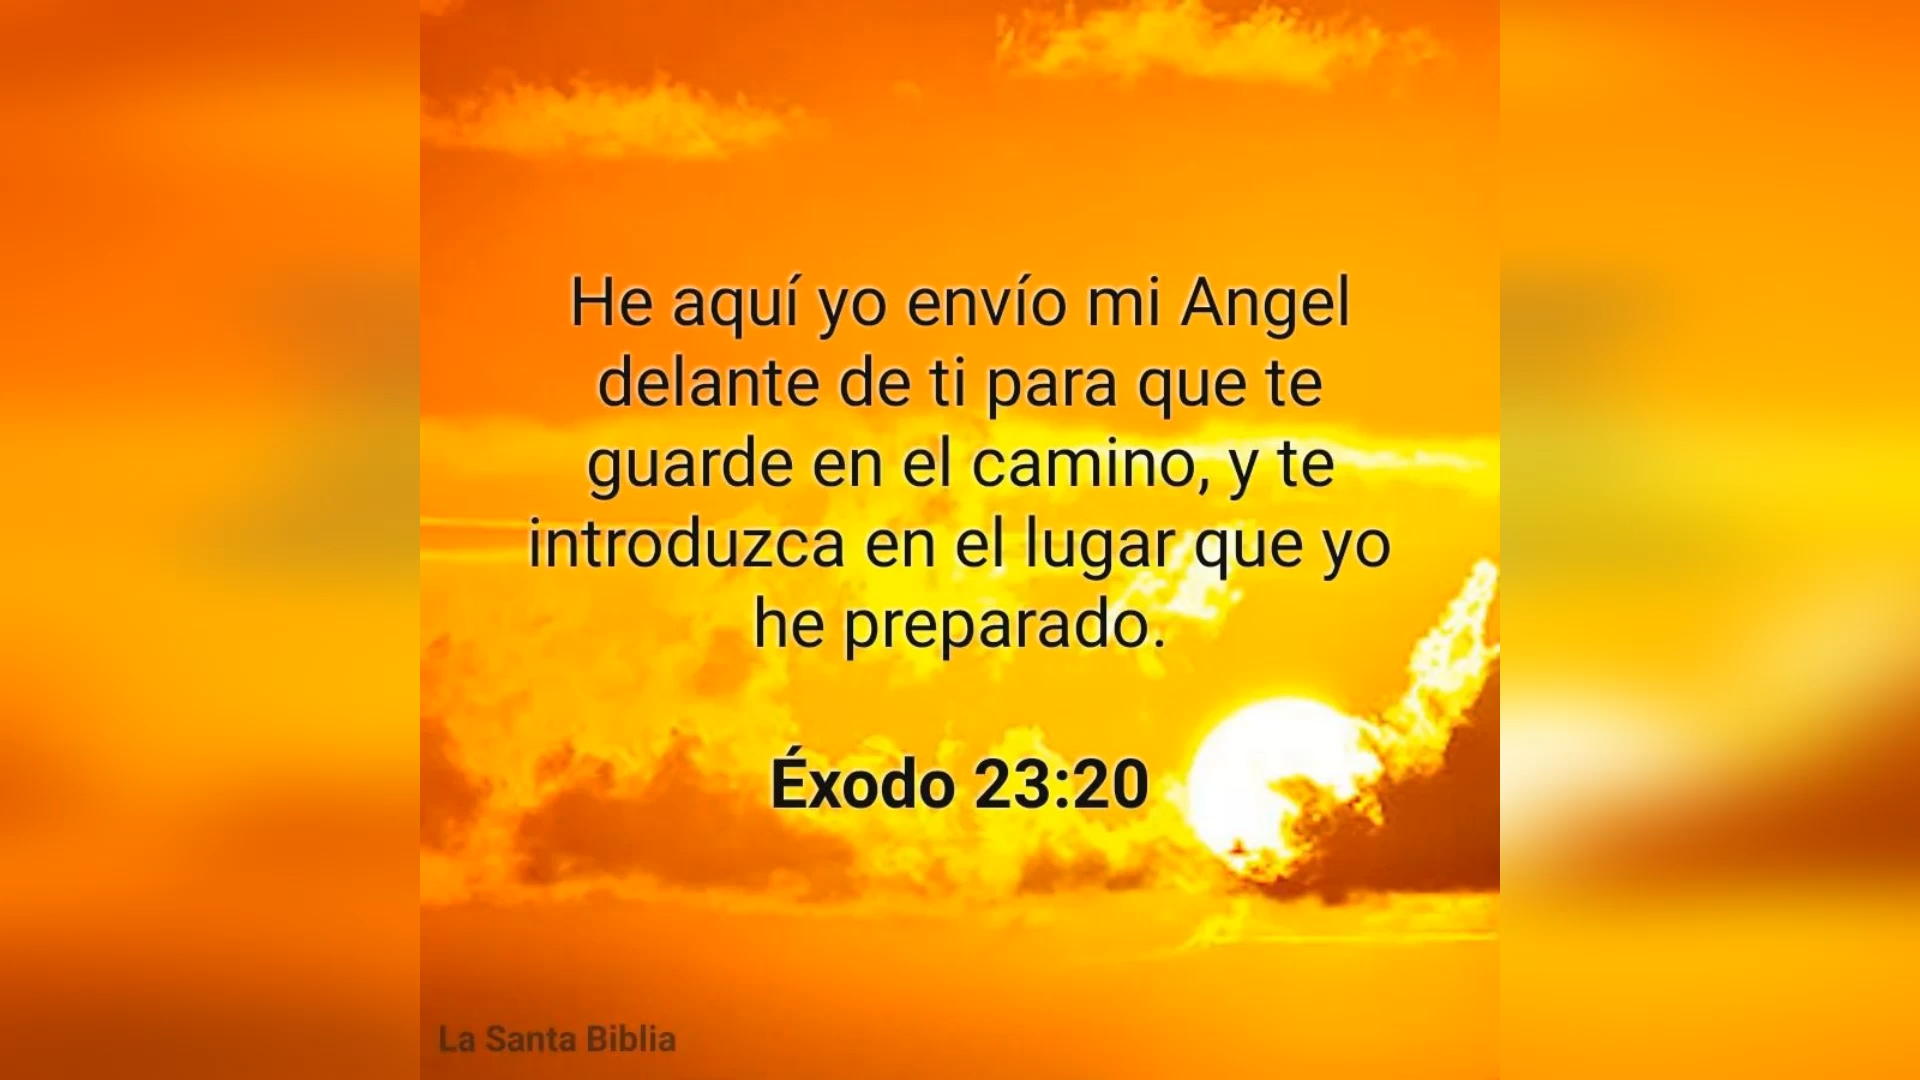 He aquí yo envío mi Angel
delante de ti para que te
guarde en el camino, y te
introduzca en el lugar que yo
he preparado.
Éxodo 23:20
La Santa Biblia